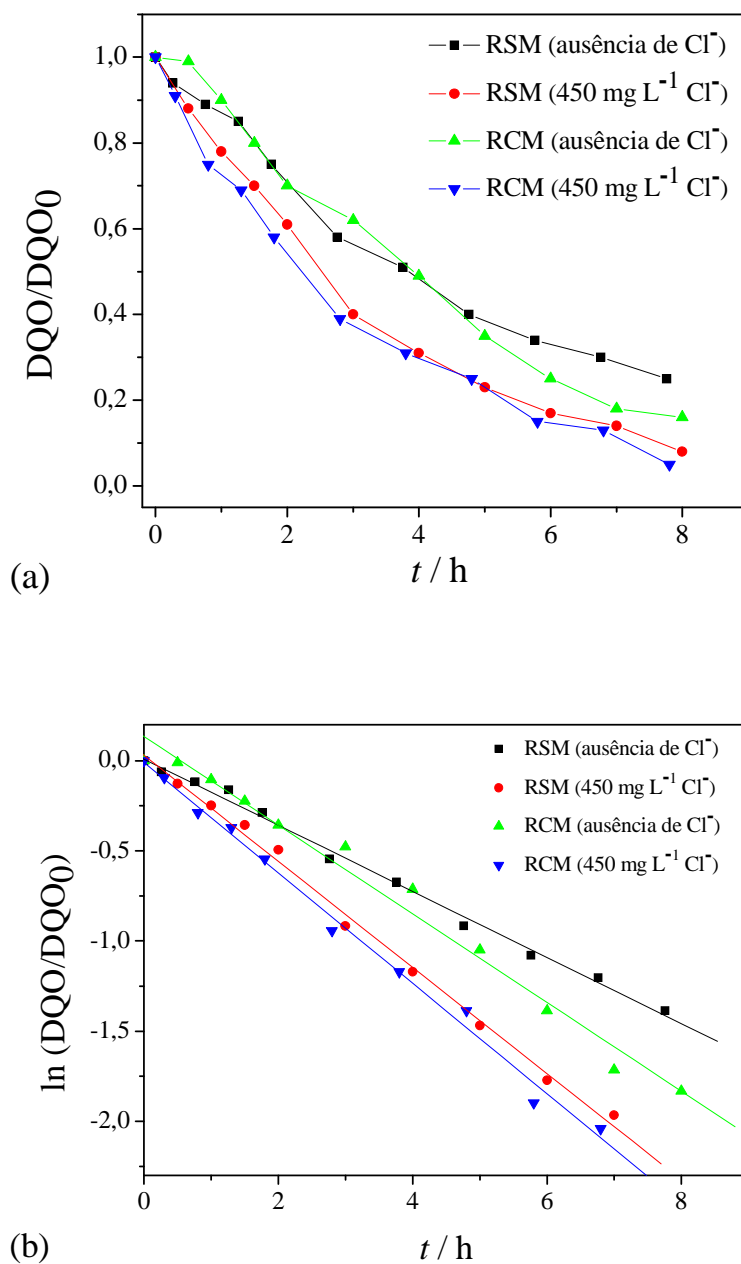 RSM (ausência de Cl⁻)
RSM (450 mg L⁻¹ Cl⁻)
RCM (ausência de Cl⁻)
RCM (450 mg L⁻¹ Cl⁻)
DQO/DQO₀
1,0
0,8
0,6
0,4
0,2
0,0
0 2 4 6 8
t / h
(a)
RSM (ausência de Cl⁻)
RSM (450 mg L⁻¹ Cl⁻)
RCM (ausência de Cl⁻)
RCM (450 mg L⁻¹ Cl⁻)
ln (DQO/DQO₀)
0,0
-0,5
-1,0
-1,5
-2,0
0 2 4 6 8
t / h
(b)